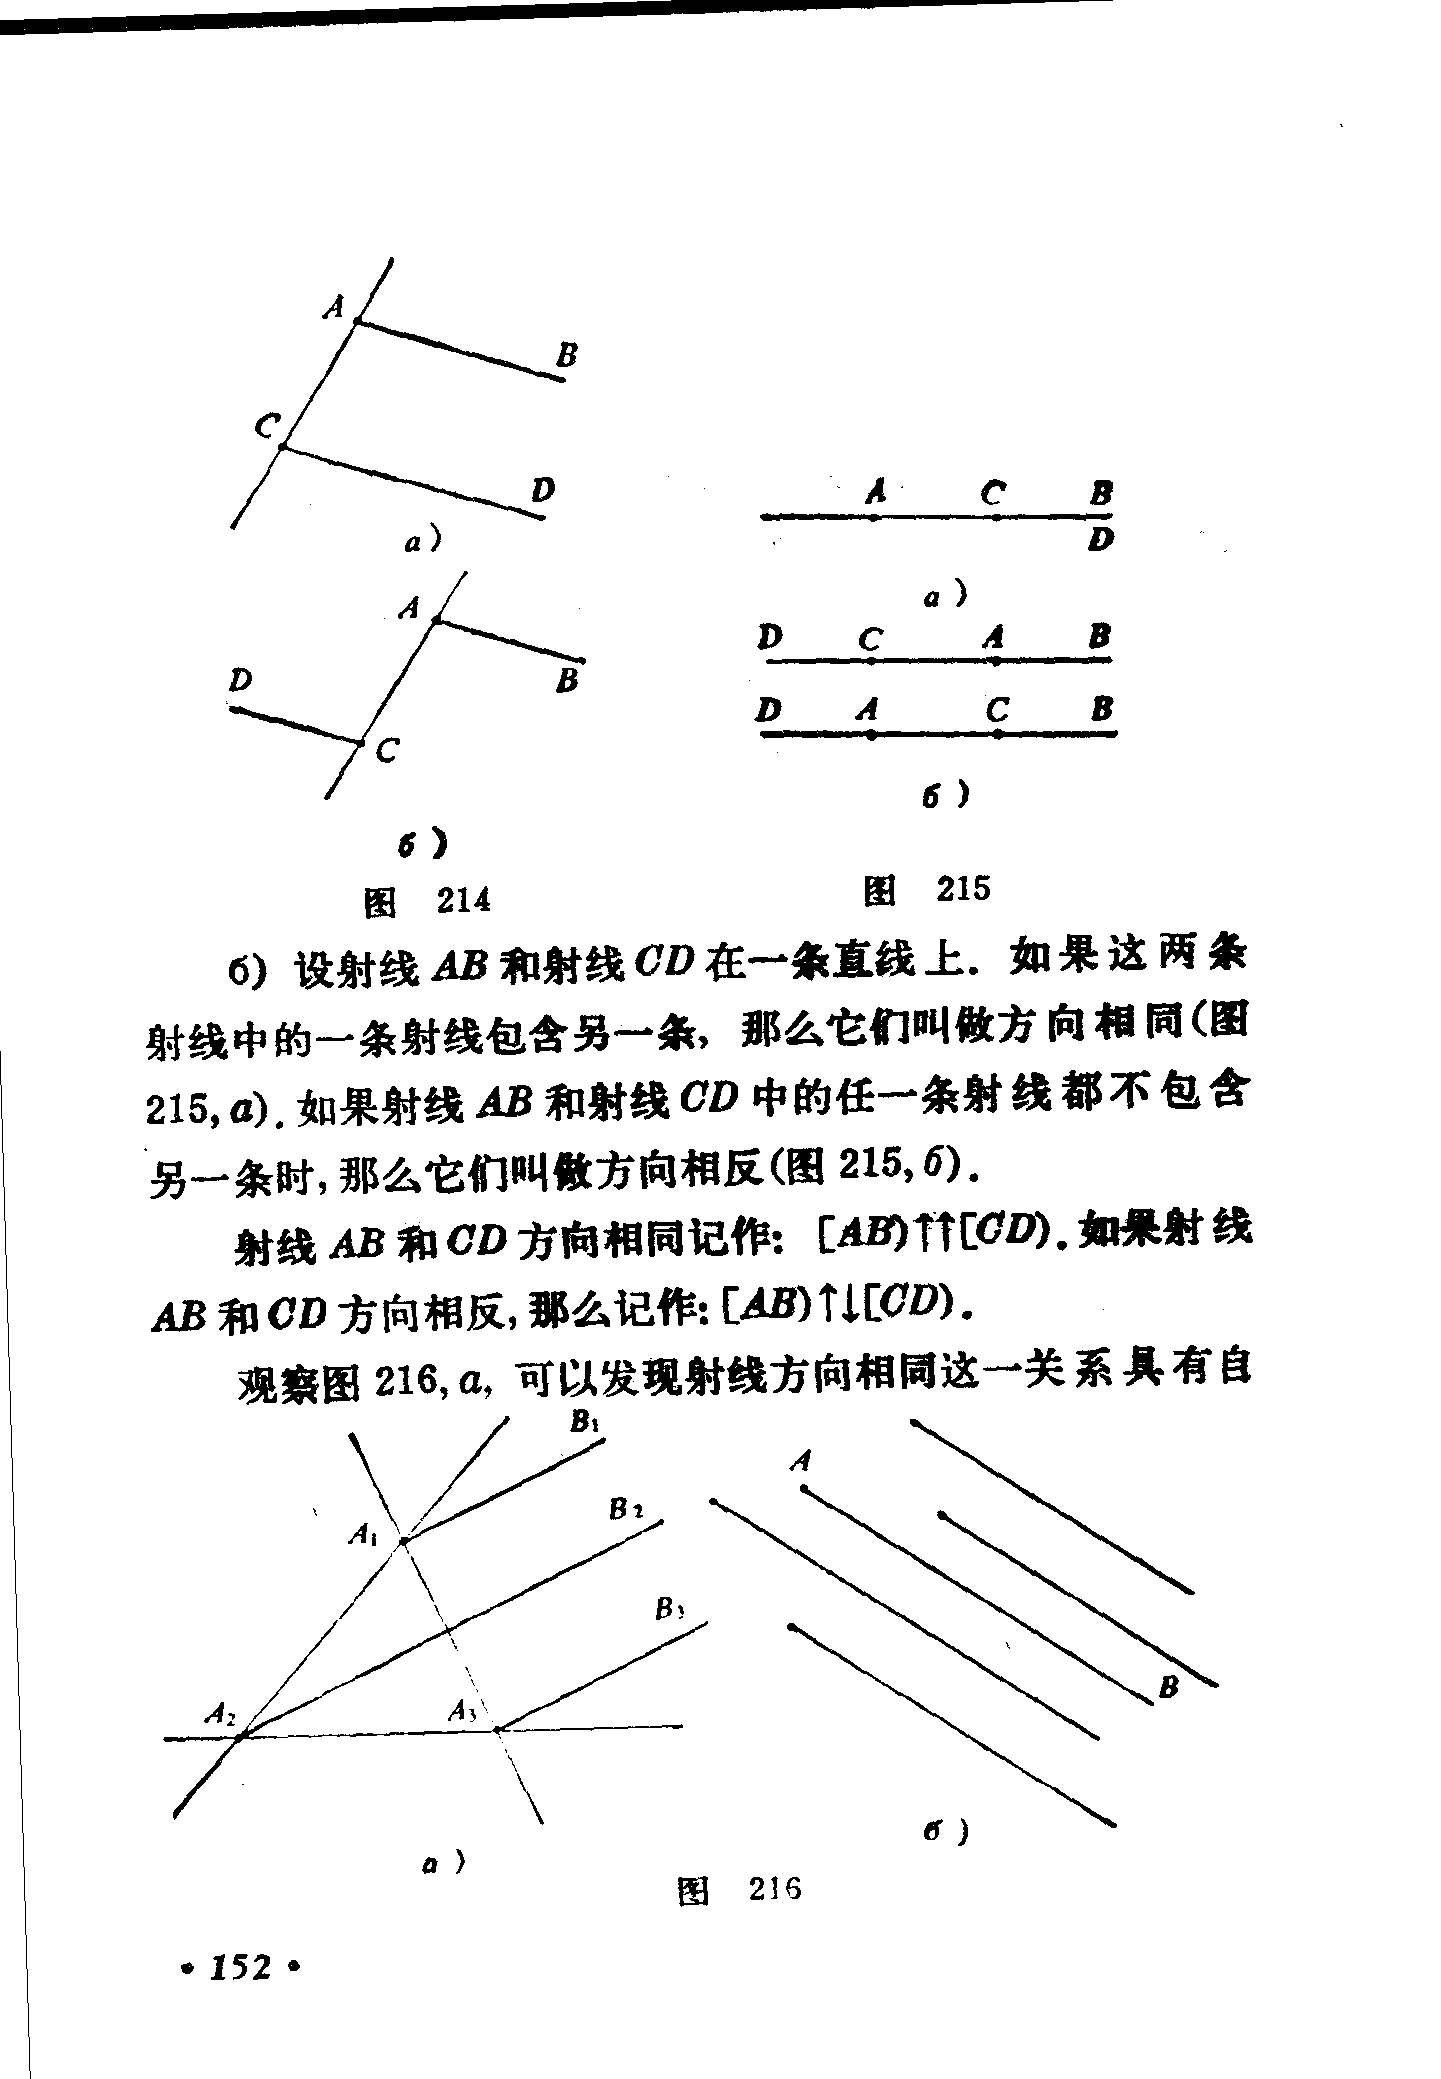 A
B
C
D
а)
A
B
D
C
б)
图 214
A C B
D
а)
D C A B
D A C B
б)
图 215
б) 设射线 AB 和射线 CD 在一条直线上. 如果这两条
射线中的一条射线包含另一条, 那么它们叫做方向相同(图
215, а). 如果射线 AB 和射线 CD 中的任一条射线都不包含
另一条时, 那么它们叫做方向相反(图 215, б).
射线 AB 和 CD 方向相同记作: [AB)↑↑[CD). 如果射线
AB 和 CD 方向相反, 那么记作: [AB)↑↓[CD).
观察图 216, а, 可以发现射线方向相同这一关系具有自
B₁
A₁
B₂
B₃
A₂
A₃
а)
A
B
б)
图 216
• 152 •